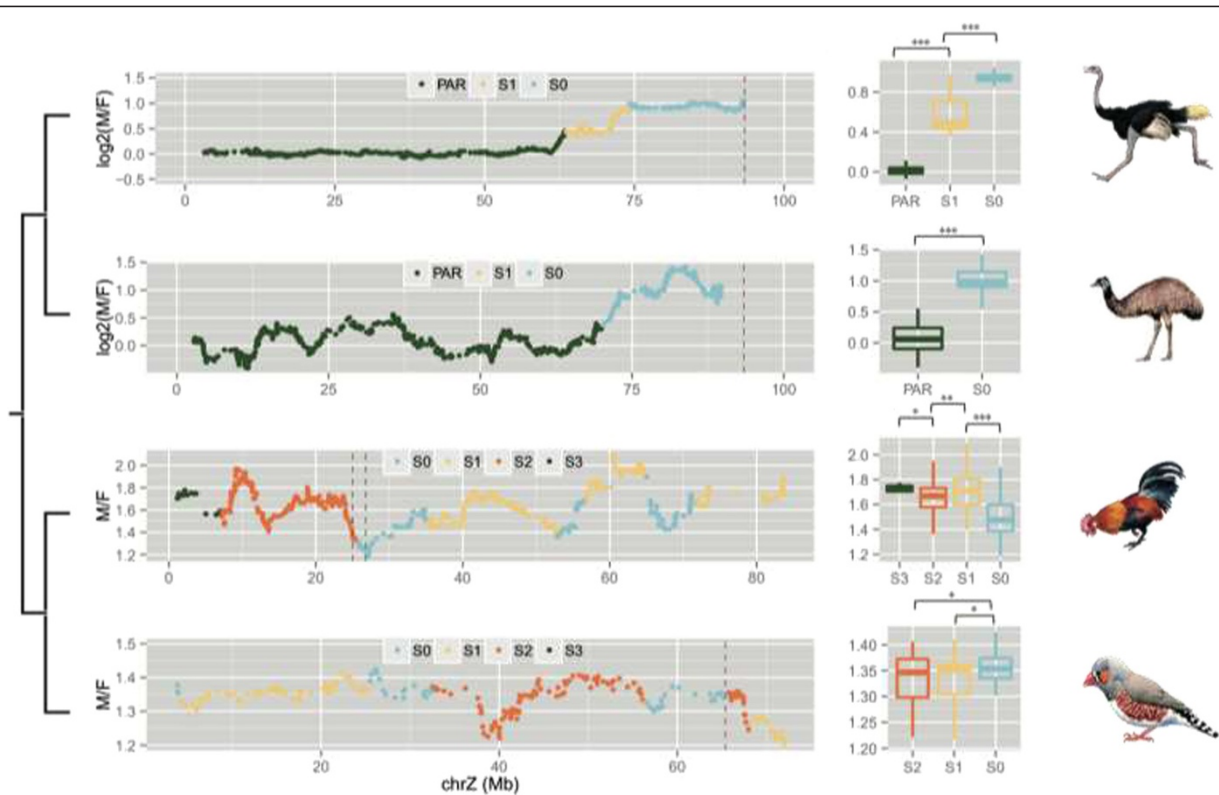 *** ***
1.5 • PAR • S1 • S0
log2(M/F)
1.0
0.5
0.0
−0.5
0 25 50 75 100
0.8
0.4
0.0
PAR S1 S0
***
1.5 • PAR • S1 • S0
log2(M/F)
1.0
0.5
0.0
0 25 50 75 100
1.5
1.0
0.5
0.0
PAR S0
* ** ***
2.0 • S0 • S1 • S2 • S3
M/F
1.8
1.6
1.4
1.2
0 20 40 60 80
2.0
1.8
1.6
1.4
1.2
S3 S2 S1 S0
* *
1.5 • S0 • S1 • S2 • S3
M/F
1.4
1.3
1.2
20 40 60
chrZ (Mb)
1.40
1.35
1.30
1.25
1.20
S2 S1 S0